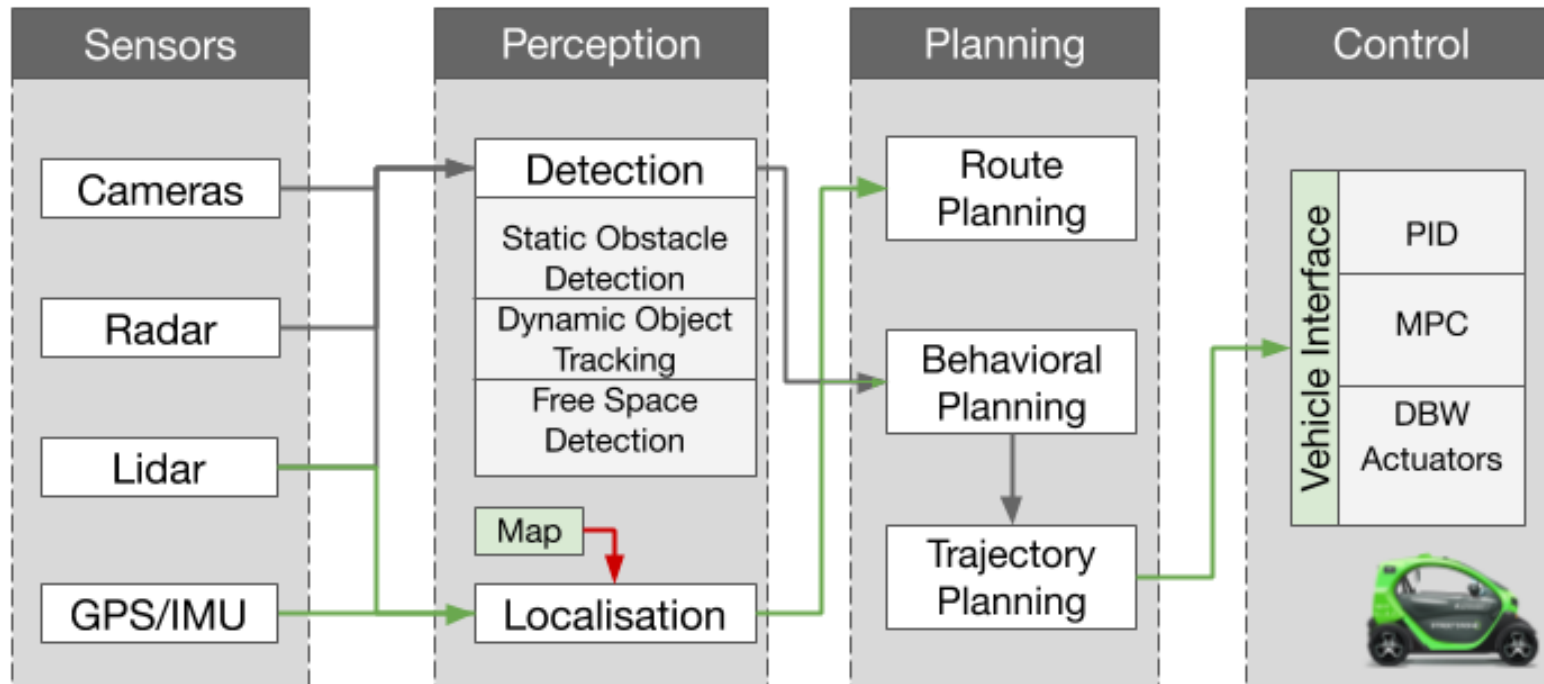 Sensors
Cameras
Radar
Lidar
GPS/IMU
Perception
Detection
Static Obstacle
Detection
Dynamic Object
Tracking
Free Space
Detection
Map
Localisation
Planning
Route
Planning
Behavioral
Planning
Trajectory
Planning
Control
Vehicle Interface
PID
MPC
DBW
Actuators